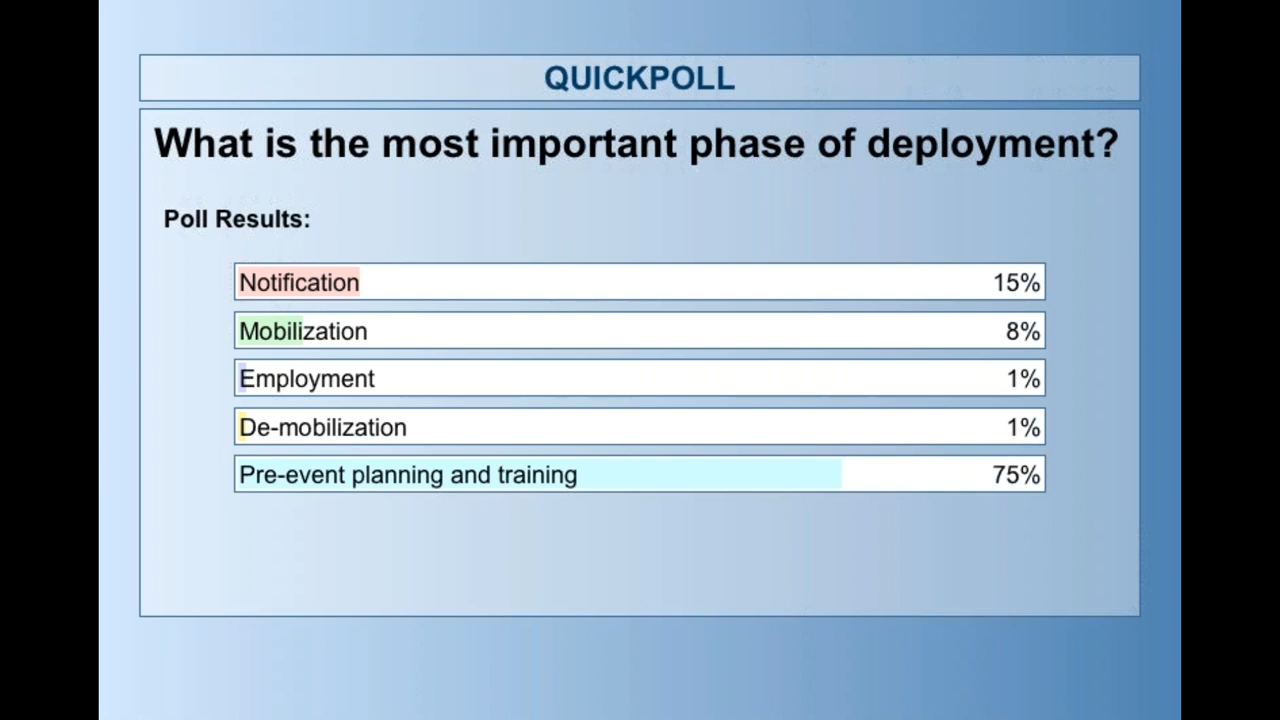 QUICKPOLL
What is the most important phase of deployment?
Poll Results:
Notification 15%
Mobilization 8%
Employment 1%
De-mobilization 1%
Pre-event planning and training 75%